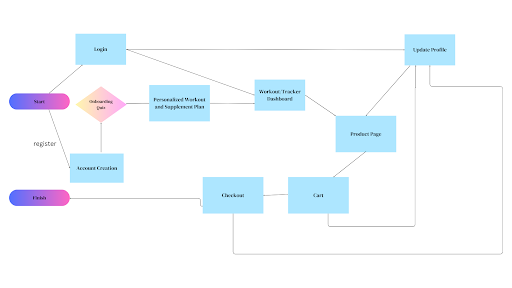 Login
Update Profile
Start
Onboarding
Quiz
Personalized Workout
and Supplement Plan
Workout Tracker
Dashboard
Product Page
register
Account Creation
Finish
Checkout
Cart